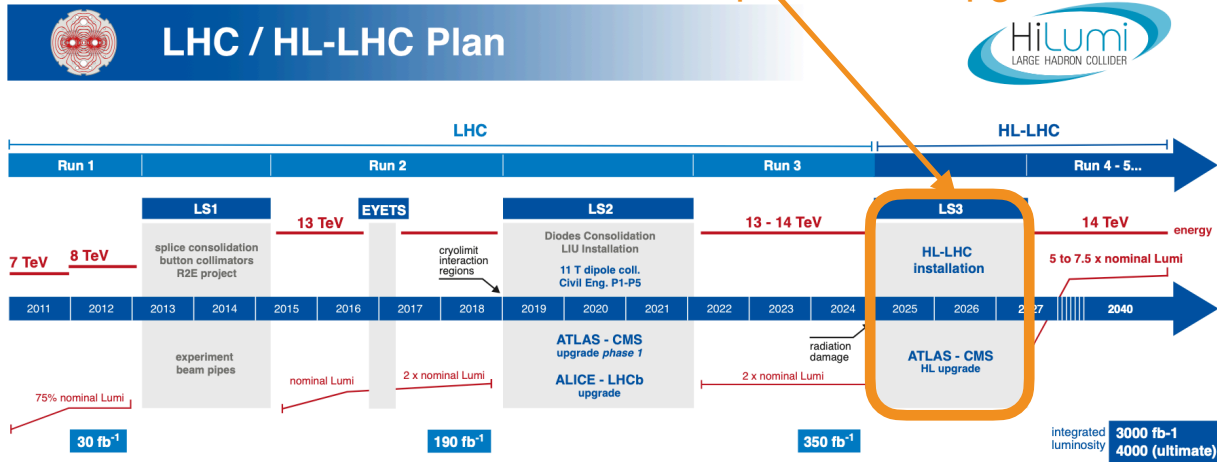 LHC / HL-LHC Plan
HiLumi
LARGE HADRON COLLIDER
LHC
HL-LHC
Run 1
Run 2
Run 3
Run 4 - 5...
LS1
EYETS
LS2
LS3
13 TeV
13 - 14 TeV
14 TeV
energy
splice consolidation
button collimators
R2E project
Diodes Consolidation
LIU Installation
11 T dipole coll.
Civil Eng. P1-P5
cryolimit
interaction
regions
HL-LHC
installation
7 TeV
8 TeV
5 to 7.5 x nominal Lumi
2011
2012
2013
2014
2015
2016
2017
2018
2019
2020
2021
2022
2023
2024
2025
2026
2040
experiment
beam pipes
ATLAS - CMS
upgrade phase 1
ALICE - LHCb
upgrade
radiation
damage
ATLAS - CMS
HL upgrade
75% nominal Lumi
nominal Lumi
2 x nominal Lumi
2 x nominal Lumi
30 fb⁻¹
190 fb⁻¹
350 fb⁻¹
integrated
luminosity
3000 fb-1
4000 (ultimate)